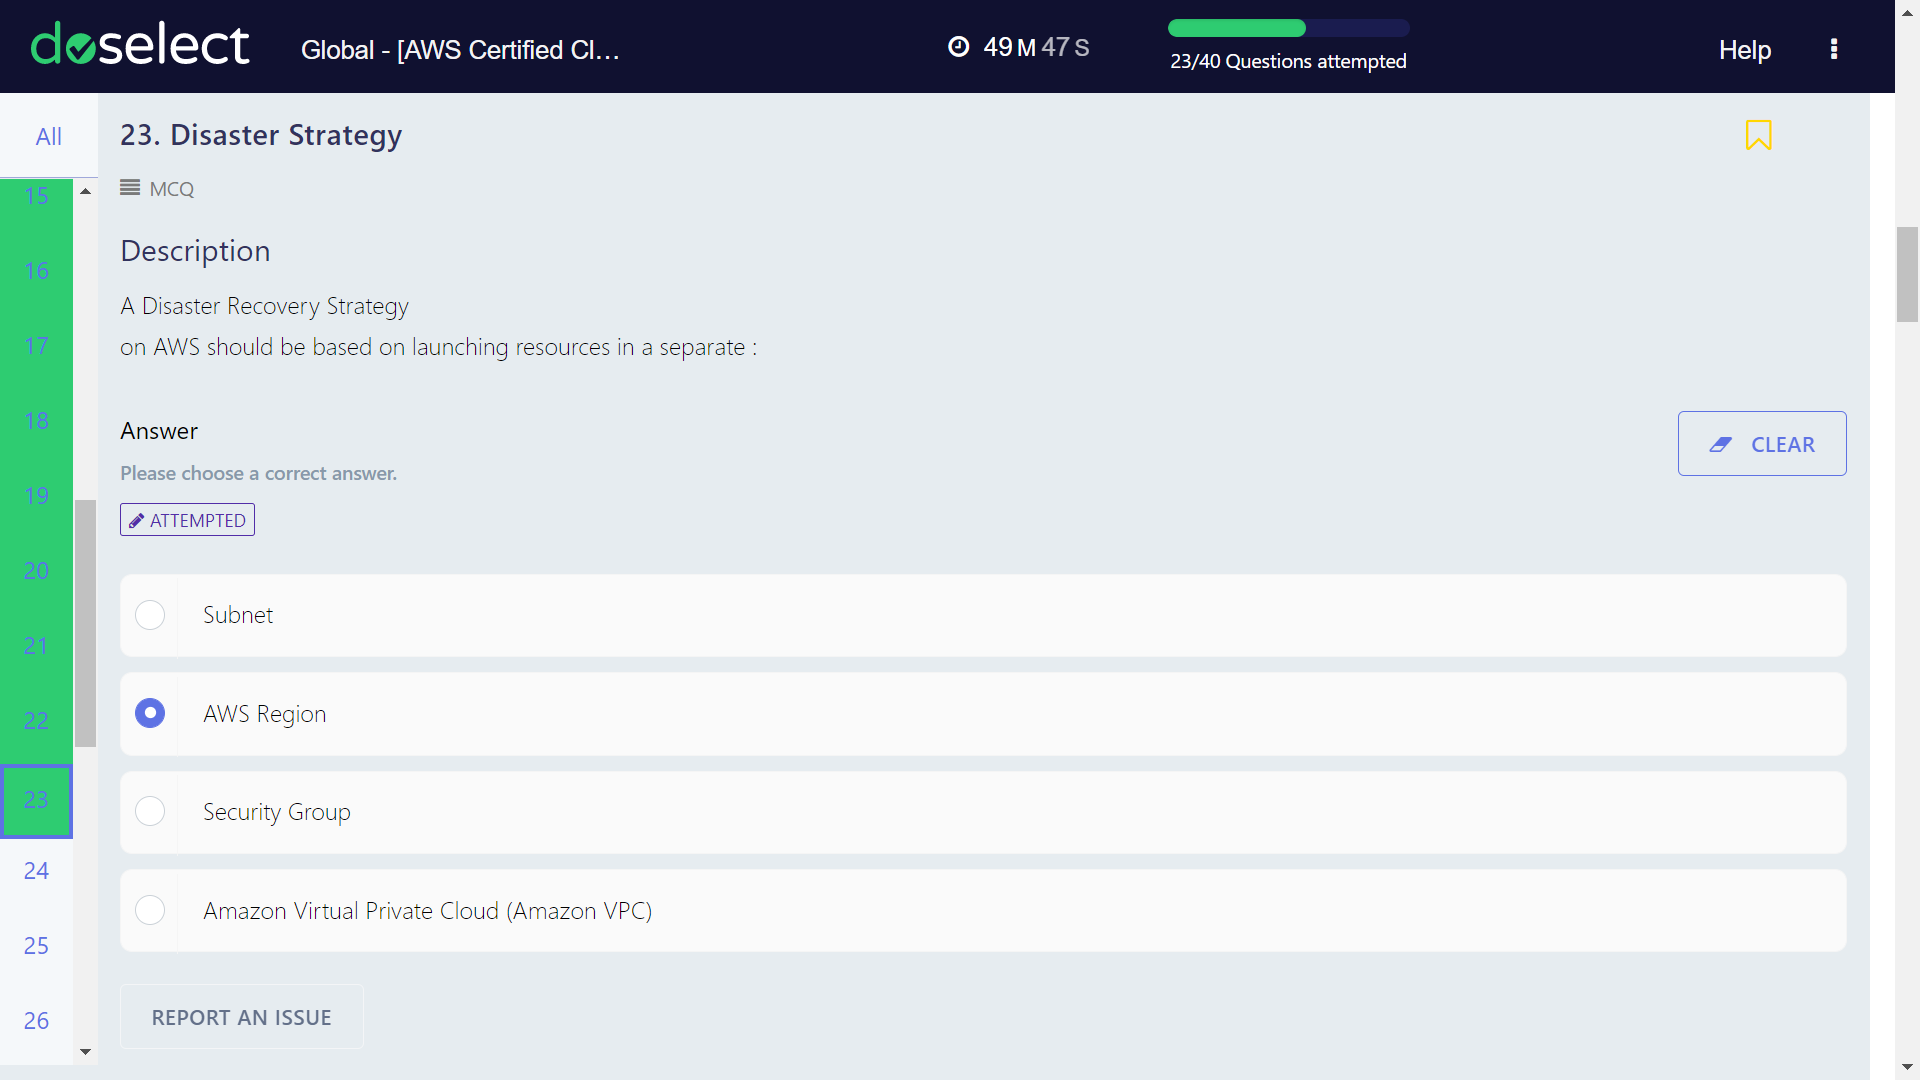 doselect
Global - [AWS Certified Cl...
49 M 47 S
23/40 Questions attempted
Help
All
15
16
17
18
19
20
21
22
23
24
25
26
23. Disaster Strategy
MCQ
Description
A Disaster Recovery Strategy
on AWS should be based on launching resources in a separate :
Answer
Please choose a correct answer.
CLEAR
ATTEMPTED
Subnet
AWS Region
Security Group
Amazon Virtual Private Cloud (Amazon VPC)
REPORT AN ISSUE